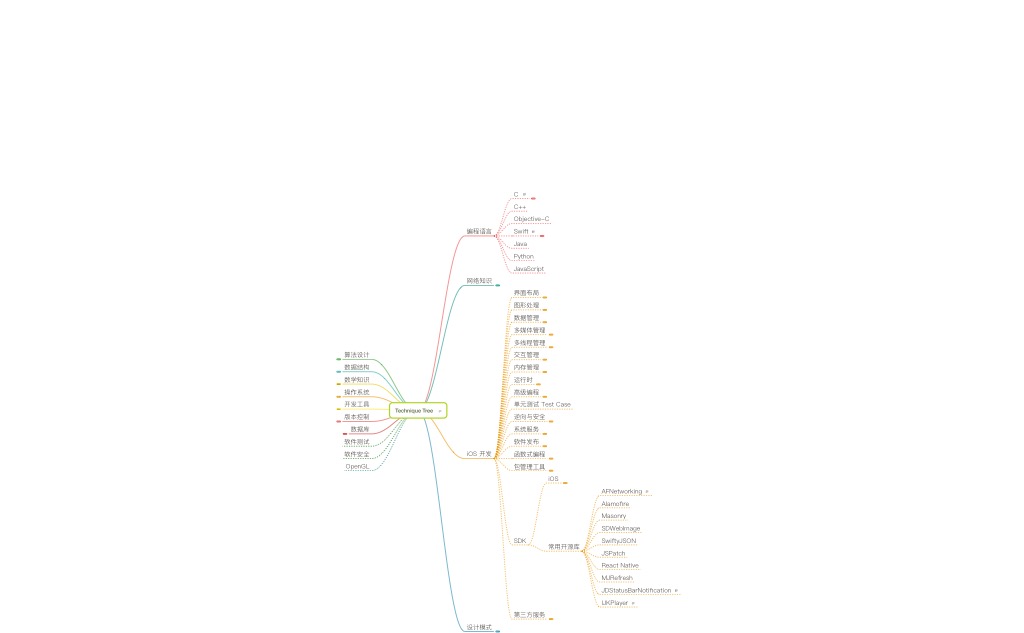 Technique Tree
编程语言
C
C++
Objective-C
Swift
Java
Python
JavaScript
网络知识
iOS 开发
界面布局
图形处理
数据管理
多媒体管理
多线程管理
交互管理
内存管理
运行时
高级编程
单元测试 Test Case
逆向与安全
系统服务
软件发布
函数式编程
包管理工具
SDK
iOS
常用开源库
AFNetworking
Alamofire
Masonry
SDWebImage
SwiftyJSON
JSPatch
React Native
MJRefresh
JDStatusBarNotification
IJKPlayer
第三方服务
设计模式
算法设计
数据结构
数学知识
操作系统
开发工具
版本控制
数据库
软件测试
软件安全
OpenGL